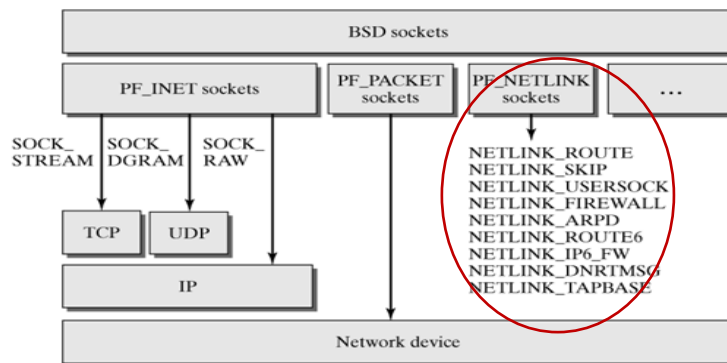 BSD sockets
PF_INET sockets
PF_PACKET
sockets
PF_NETLINK
sockets
...
SOCK_
STREAM
SOCK_
DGRAM
SOCK_
RAW
NETLINK_ROUTE
NETLINK_SKIP
NETLINK_USERSOCK
NETLINK_FIREWALL
NETLINK_ARPD
NETLINK_ROUTE6
NETLINK_IP6_FW
NETLINK_DNRTMSG
NETLINK_TAPBASE
TCP
UDP
IP
Network device